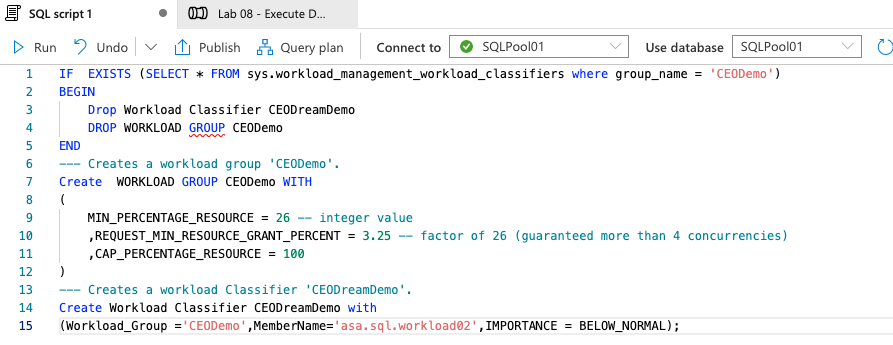 SQL script 1 Lab 08 - Execute D...
Run Undo Publish Query plan Connect to SQLPool01 Use database SQLPool01
1 IF  EXISTS (SELECT * FROM sys.workload_management_workload_classifiers where group_name = 'CEODemo')
2 BEGIN
3     Drop Workload Classifier CEODreamDemo
4     DROP WORKLOAD GROUP CEODemo
5 END
6 --- Creates a workload group 'CEODemo'.
7 Create  WORKLOAD GROUP CEODemo WITH
8 (
9     MIN_PERCENTAGE_RESOURCE = 26 -- integer value
10     ,REQUEST_MIN_RESOURCE_GRANT_PERCENT = 3.25 -- factor of 26 (guaranteed more than 4 concurrencies)
11     ,CAP_PERCENTAGE_RESOURCE = 100
12 )
13 --- Creates a workload Classifier 'CEODreamDemo'.
14 Create Workload Classifier CEODreamDemo with
15 (Workload_Group ='CEODemo',MemberName='asa.sql.workload02',IMPORTANCE = BELOW_NORMAL);